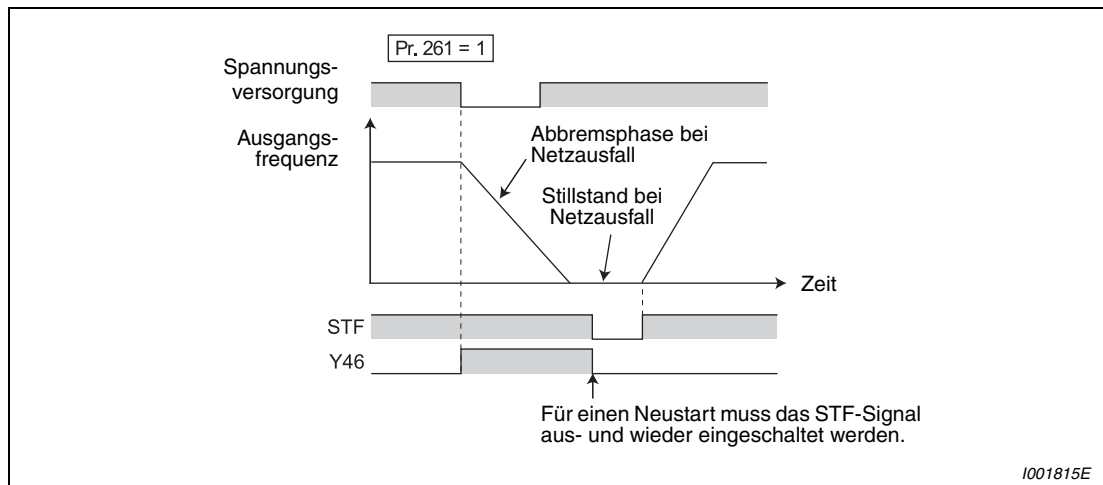 Pr. 261 = 1
Spannungs-
versorgung
Ausgangs-
frequenz
Abbremsphase bei
Netzausfall
Stillstand bei
Netzausfall
Zeit
STF
Y46
Für einen Neustart muss das STF-Signal
aus- und wieder eingeschaltet werden.
I001815E